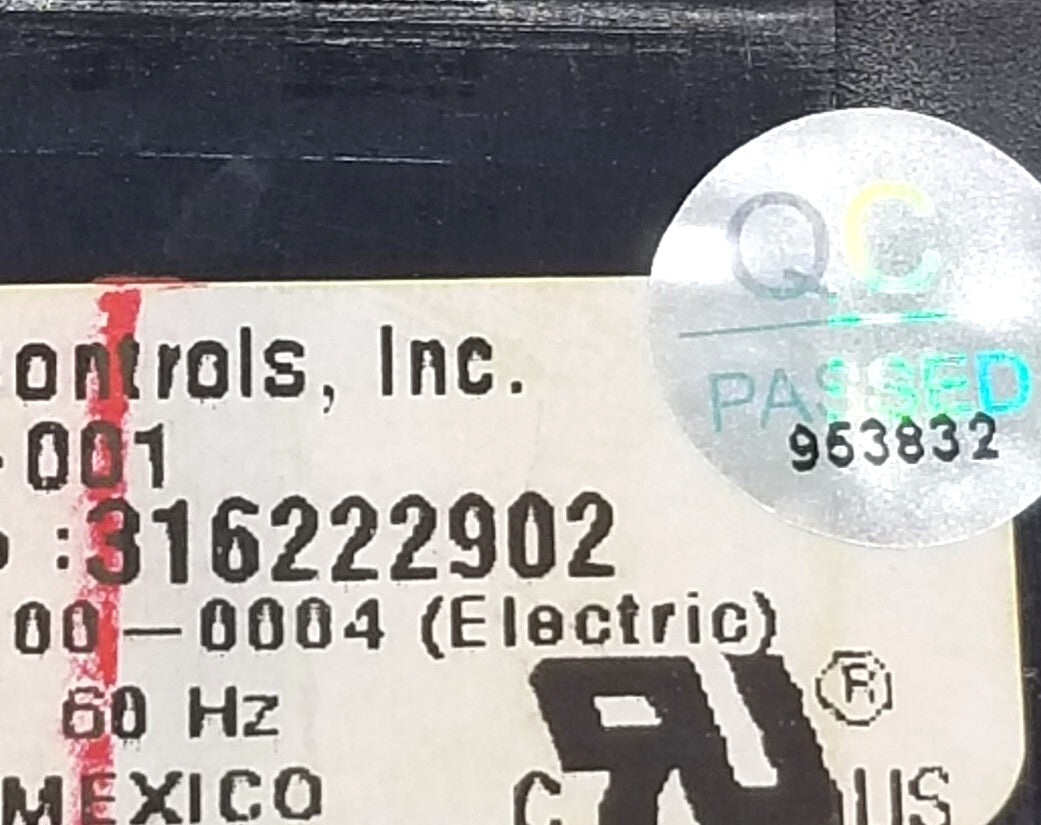 QC
PASSED
953832
ontrols, Inc.
-001
:316222902
00-0004 (Electric)
60 Hz
MEXICO
C US
®